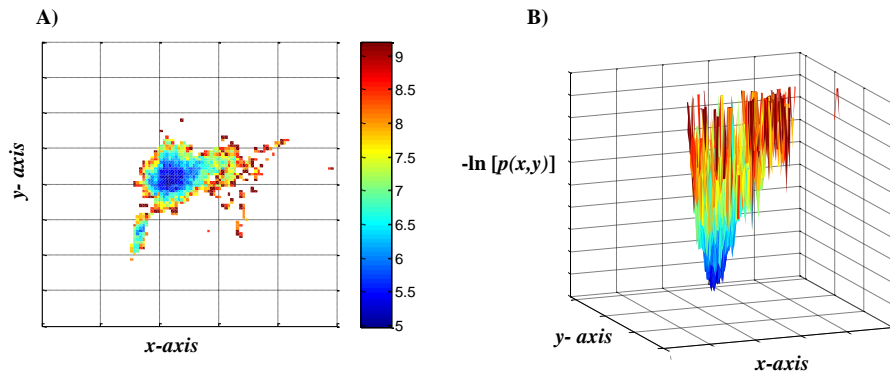 A)
B)
9
8.5
8
7.5
7
6.5
6
5.5
5
y- axis
x-axis
-ln [p(x,y)]
y- axis
x-axis